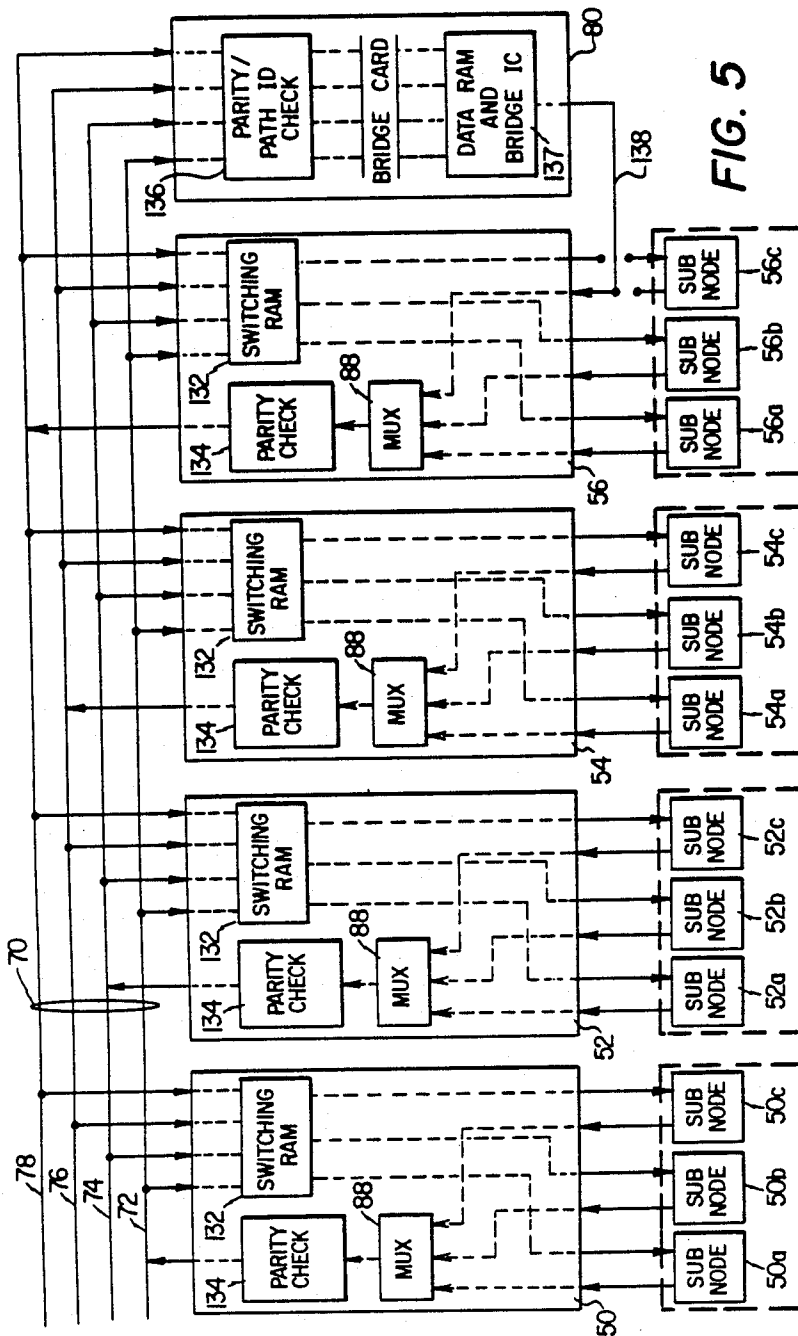 70
78
76
74
72
134
PARITY
CHECK
132
SWITCHING
RAM
88
MUX
50
SUB
NODE
50a
SUB
NODE
50b
SUB
NODE
50c
134
PARITY
CHECK
132
SWITCHING
RAM
88
MUX
52
SUB
NODE
52a
SUB
NODE
52b
SUB
NODE
52c
134
PARITY
CHECK
132
SWITCHING
RAM
88
MUX
54
SUB
NODE
54a
SUB
NODE
54b
SUB
NODE
54c
134
PARITY
CHECK
132
SWITCHING
RAM
88
MUX
56
SUB
NODE
56a
SUB
NODE
56b
SUB
NODE
56c
136
PARITY/
PATH ID
CHECK
BRIDGE CARD
DATA RAM
AND
BRIDGE IC
137
80
138
FIG. 5